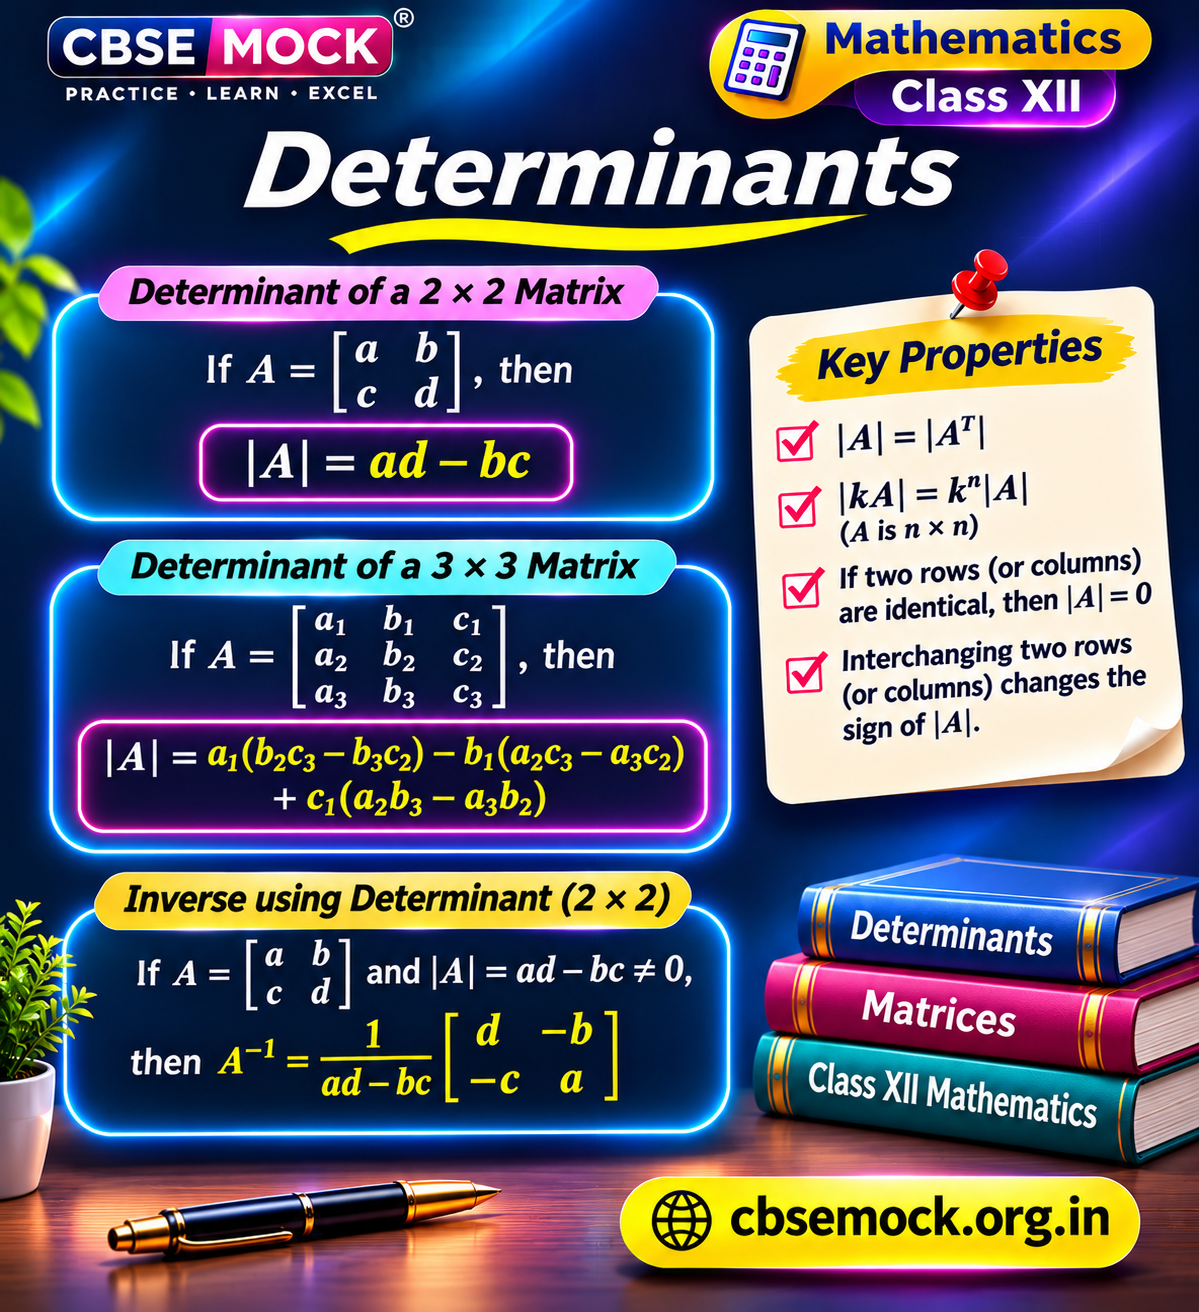 CBSE MOCK ®
PRACTICE • LEARN • EXCEL
Mathematics
Class XII
Determinants
Determinant of a 2 × 2 Matrix
If A = [a b
c d], then
|A| = ad − bc
Determinant of a 3 × 3 Matrix
If A = [a₁ b₁ c₁
a₂ b₂ c₂
a₃ b₃ c₃], then
|A| = a₁(b₂c₃ − b₃c₂) − b₁(a₂c₃ − a₃c₂)
+ c₁(a₂b₃ − a₃b₂)
Inverse using Determinant (2 × 2)
If A = [a b
c d] and |A| = ad − bc ≠ 0,
then A⁻¹ = 1
ad − bc [d −b
−c a]
Key Properties
|A| = |Aᵀ|
|kA| = kⁿ|A|
(A is n × n)
If two rows (or columns)
are identical, then |A| = 0
Interchanging two rows
(or columns) changes the
sign of |A|.
Determinants
Matrices
Class XII Mathematics
cbsemock.org.in